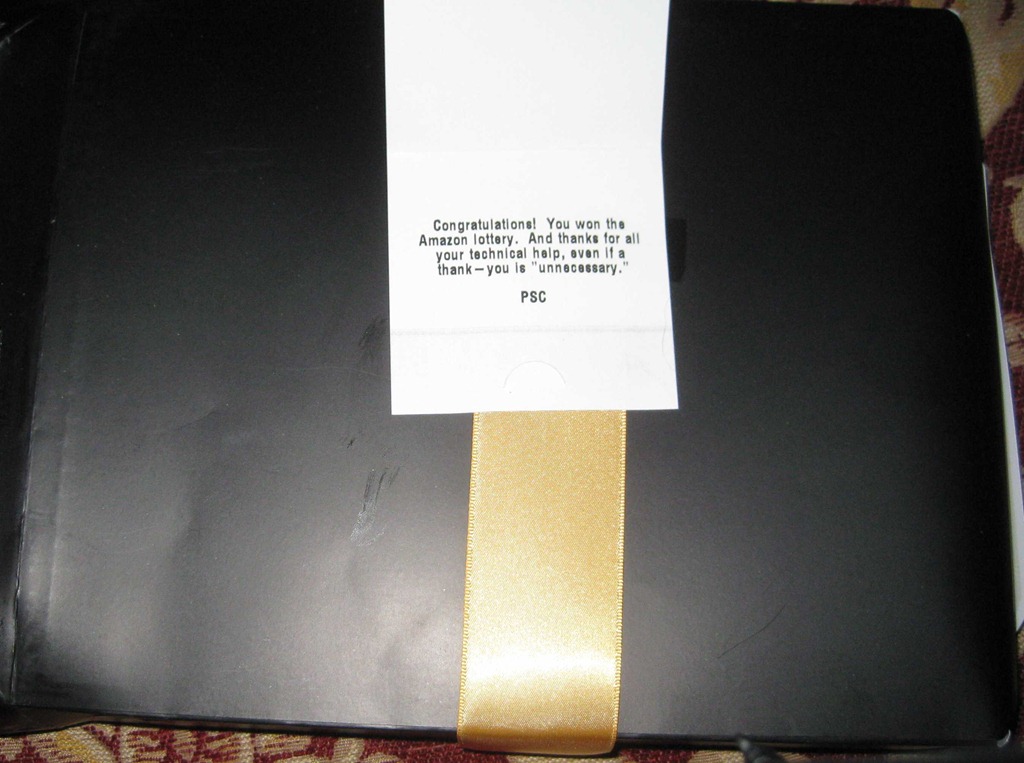 Congratulations! You won the
Amazon lottery. And thanks for all
your technical help, even if a
thank-you is "unnecessary."
PSC